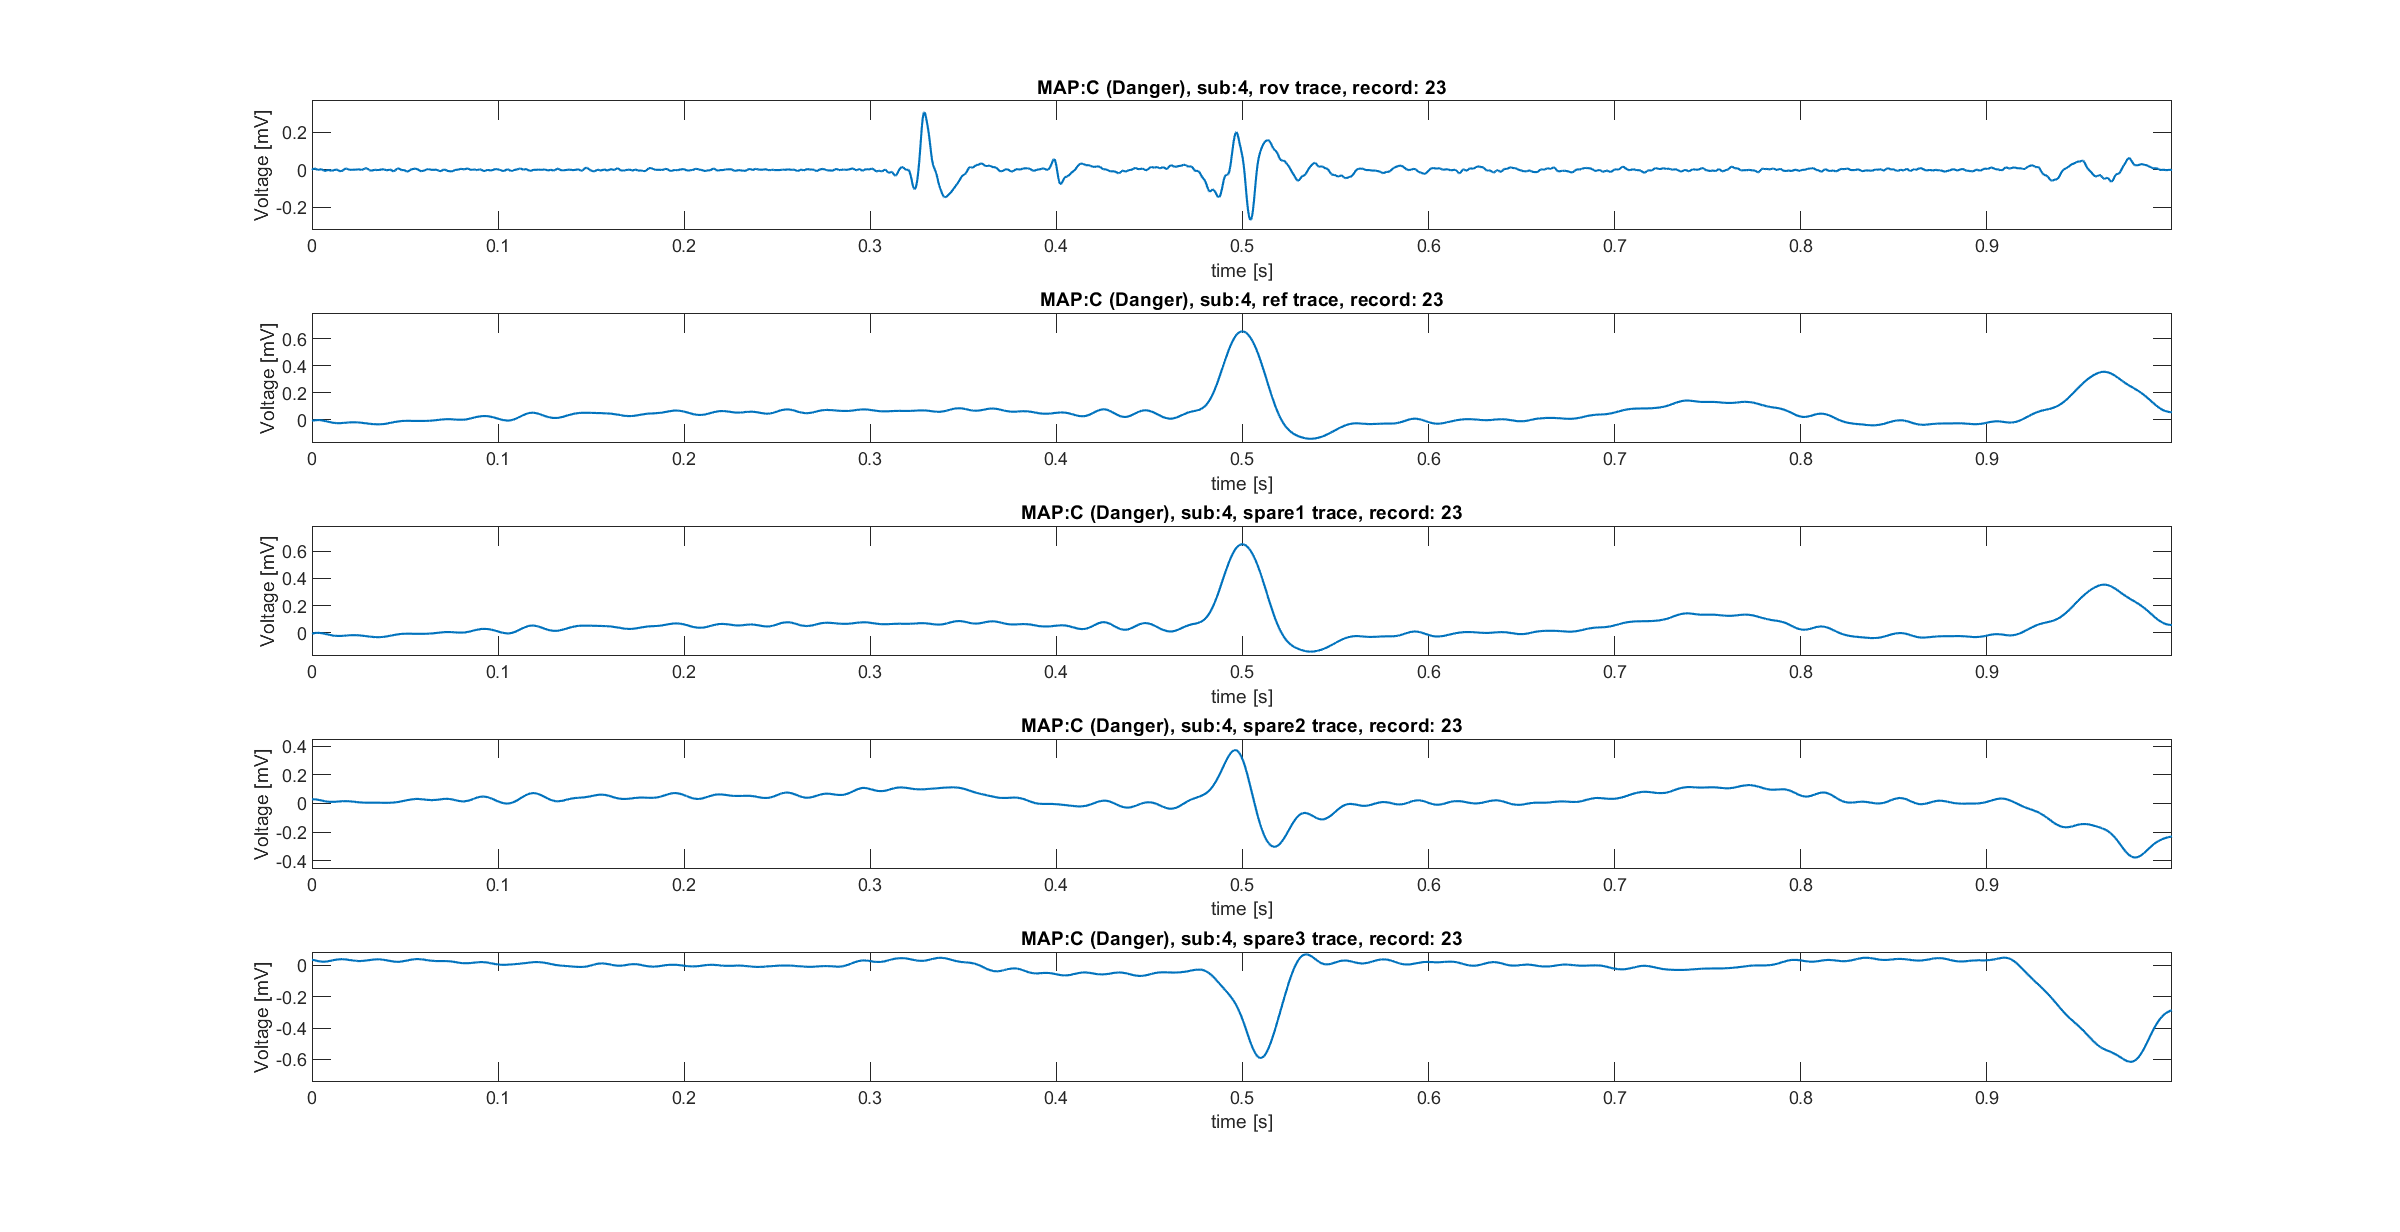 MAP:C (Danger), sub:4, rov trace, record: 23
Voltage [mV]
0.2
0
-0.2
0 0.1 0.2 0.3 0.4 0.5 0.6 0.7 0.8 0.9
time [s]
MAP:C (Danger), sub:4, ref trace, record: 23
Voltage [mV]
0.6
0.4
0.2
0
0 0.1 0.2 0.3 0.4 0.5 0.6 0.7 0.8 0.9
time [s]
MAP:C (Danger), sub:4, spare1 trace, record: 23
Voltage [mV]
0.6
0.4
0.2
0
0 0.1 0.2 0.3 0.4 0.5 0.6 0.7 0.8 0.9
time [s]
MAP:C (Danger), sub:4, spare2 trace, record: 23
Voltage [mV]
0.4
0.2
0
-0.2
-0.4
0 0.1 0.2 0.3 0.4 0.5 0.6 0.7 0.8 0.9
time [s]
MAP:C (Danger), sub:4, spare3 trace, record: 23
Voltage [mV]
0
-0.2
-0.4
-0.6
0 0.1 0.2 0.3 0.4 0.5 0.6 0.7 0.8 0.9
time [s]